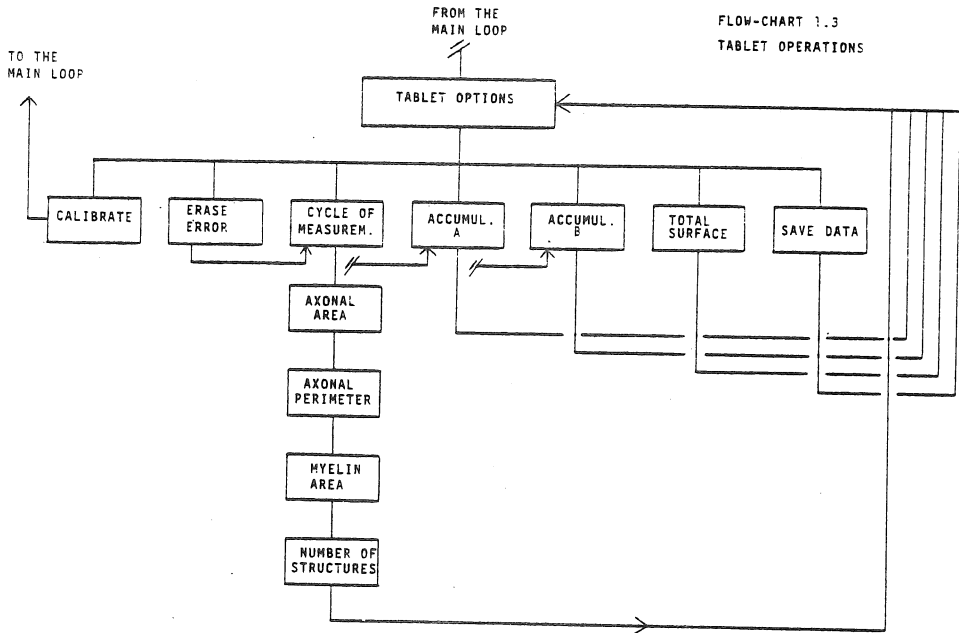 FROM THE
MAIN LOOP
FLOW-CHART 1.3
TABLET OPERATIONS
TO THE
MAIN LOOP
TABLET OPTIONS
CALIBRATE
ERASE
ERROR
CYCLE OF
MEASUREM.
ACCUMUL.
A
ACCUMUL.
B
TOTAL
SURFACE
SAVE DATA
AXONAL
AREA
AXONAL
PERIMETER
MYELIN
AREA
NUMBER OF
STRUCTURES